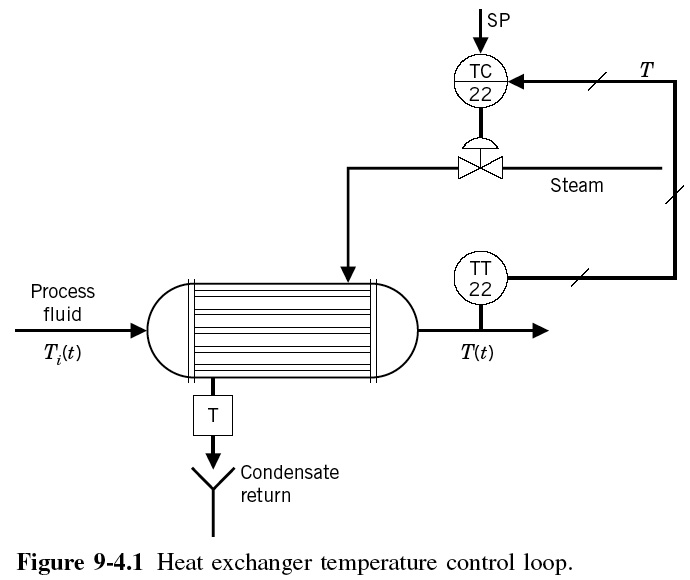 SP
TC
22
T
Steam
TT
22
Process
fluid
T_i(t)
T(t)
T
Condensate
return
Figure 9-4.1 Heat exchanger temperature control loop.